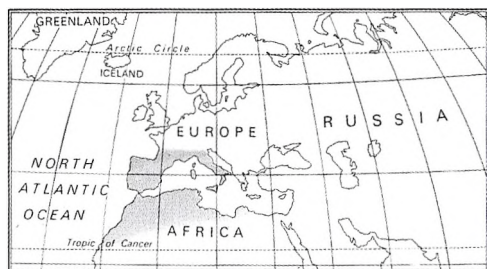 GREENLAND
Arctic Circle
ICELAND
RUSSIA
EUROPE
NORTH
ATLANTIC
OCEAN
AFRICA
Tropic of Cancer